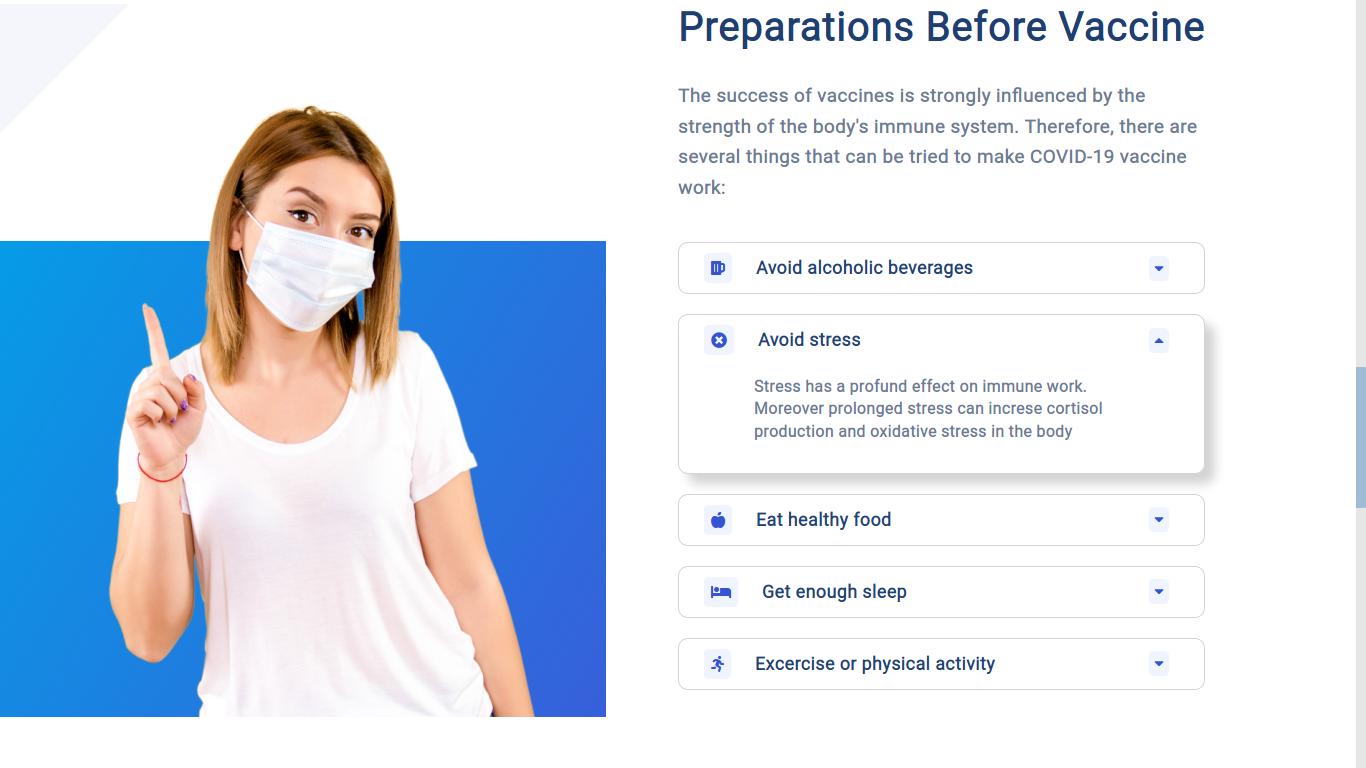 Preparations Before Vaccine
The success of vaccines is strongly influenced by the
strength of the body's immune system. Therefore, there are
several things that can be tried to make COVID-19 vaccine
work:
Avoid alcoholic beverages
Avoid stress
Stress has a profund effect on immune work.
Moreover prolonged stress can increse cortisol
production and oxidative stress in the body
Eat healthy food
Get enough sleep
Excercise or physical activity